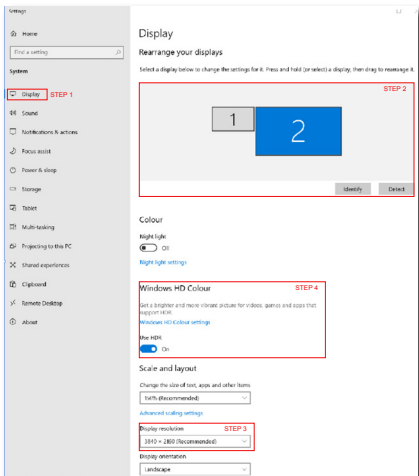 Settings
Home
Find a setting
System
Display
STEP 1
Sound
Notifications & actions
Focus assist
Power & sleep
Storage
Tablet
Multi-tasking
Projecting to this PC
Shared experiences
Clipboard
Remote Desktop
About
Display
Rearrange your displays
Select a display below to change the settings for it. Press and hold (or select) a display, then drag to rearrange it.
STEP 2
1
2
Identify
Detect
Colour
Night light
Off
Night light settings
Windows HD Colour
STEP 4
Get a brighter and more vibrant picture for videos, games and apps that
support HDR.
Windows HD Colour settings
Use HDR
On
Scale and layout
Change the size of text, apps and other items
150% (Recommended)
Advanced scaling settings
Display resolution
STEP 3
3840 × 2160 (Recommended)
Display orientation
Landscape